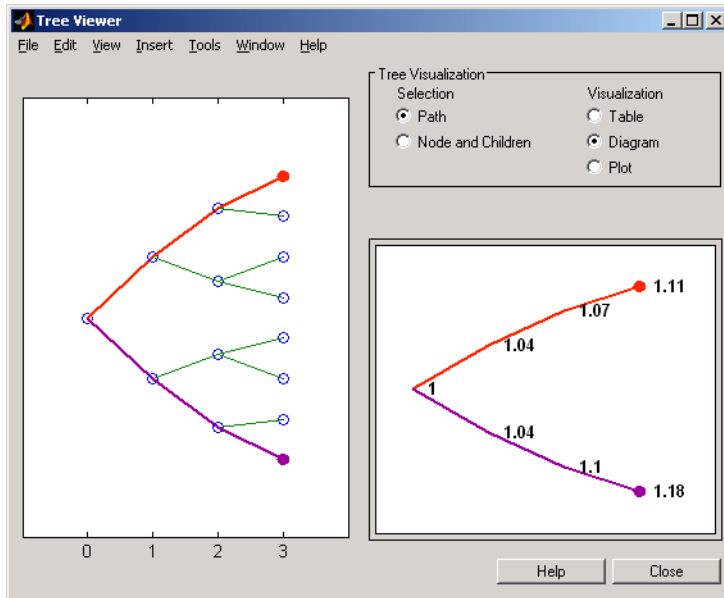 Tree Viewer
File Edit View Insert Tools Window Help
Tree Visualization
Selection Visualization
Path Table
Node and Children Diagram
Plot
1.11
1.07
1.04
1
1.04
1.1
1.18
0 1 2 3
Help Close